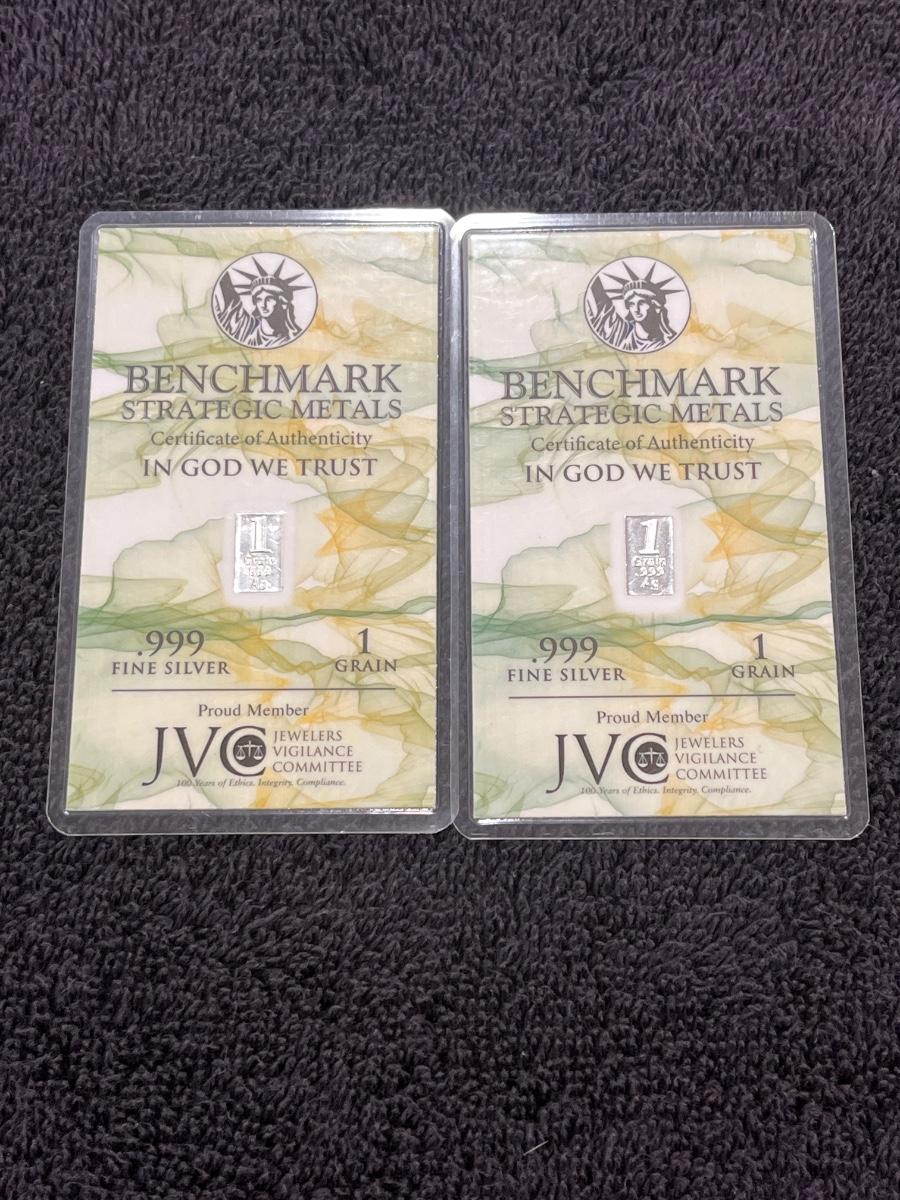 BENCHMARK
STRATEGIC METALS
Certificate of Authenticity
IN GOD WE TRUST
1
Grain
.999
Ag
.999
FINE SILVER
1
GRAIN
Proud Member
JVC
JEWELERS
VIGILANCE
COMMITTEE
100 Years of Ethics. Integrity. Compliance.
BENCHMARK
STRATEGIC METALS
Certificate of Authenticity
IN GOD WE TRUST
1
Grain
.999
Ag
.999
FINE SILVER
1
GRAIN
Proud Member
JVC
JEWELERS
VIGILANCE
COMMITTEE
100 Years of Ethics. Integrity. Compliance.